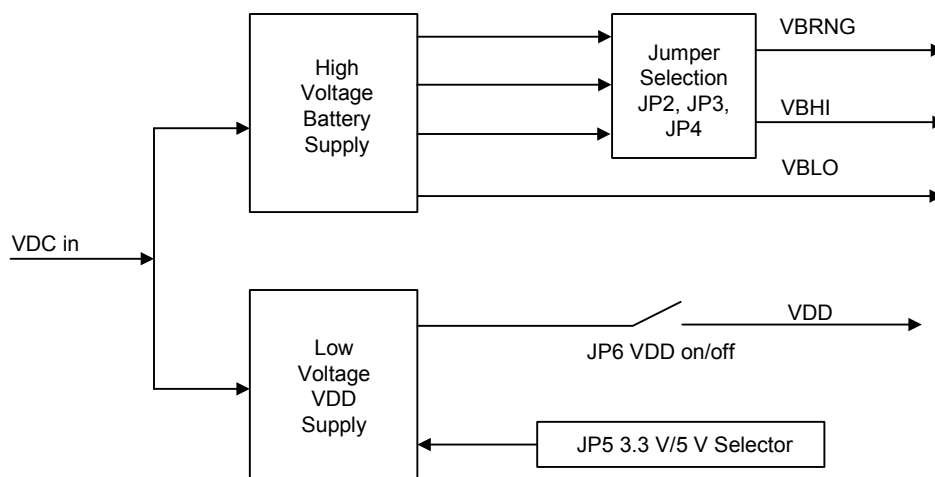 VBRNG
High
Voltage
Battery
Supply
Jumper
Selection
JP2, JP3,
JP4
VBHI
VBLO
VDC in
VDD
JP6 VDD on/off
Low
Voltage
VDD
Supply
JP5 3.3 V/5 V Selector